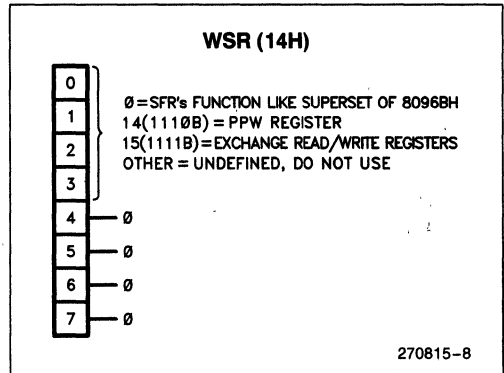 WSR (14H)
0
1
2
3
4
5
6
7
Ø=SFR's FUNCTION LIKE SUPERSET OF 8096BH
14(111ØB)=PPW REGISTER
15(1111B)=EXCHANGE READ/WRITE REGISTERS
OTHER = UNDEFINED, DO NOT USE
Ø
Ø
Ø
Ø
270815-8